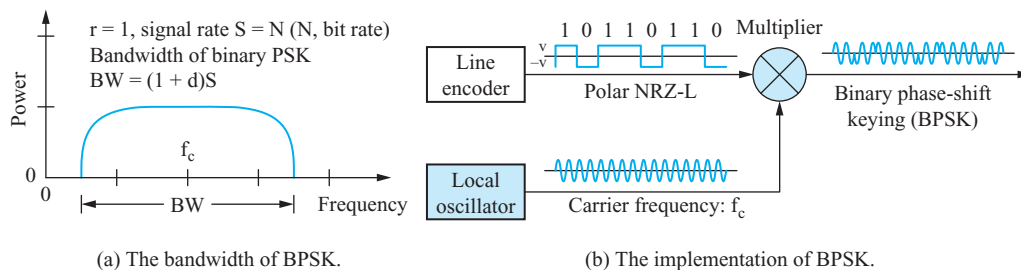 r = 1, signal rate S = N (N, bit rate)
Bandwidth of binary PSK
BW = (1 + d)S
Power
0
0
f_c
BW
Frequency
(a) The bandwidth of BPSK.
1 0 1 1 0 1 1 0
v
–v
Line
encoder
Polar NRZ-L
Multiplier
Binary phase-shift
keying (BPSK)
Local
oscillator
Carrier frequency: f_c
(b) The implementation of BPSK.